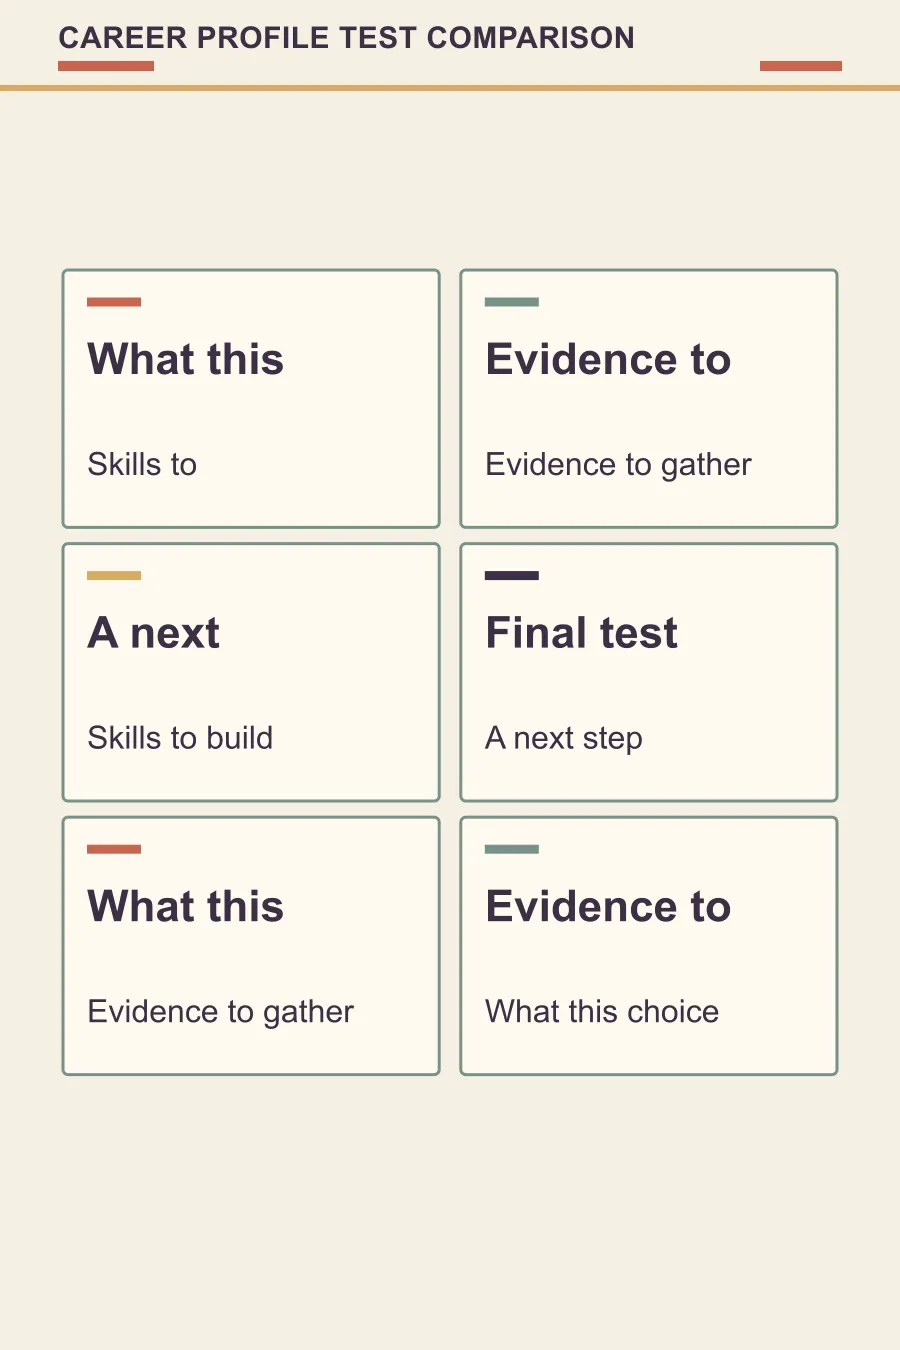 CAREER PROFILE TEST COMPARISON
What this
Skills to
Evidence to
Evidence to gather
A next
Skills to build
Final test
A next step
What this
Evidence to gather
Evidence to
What this choice